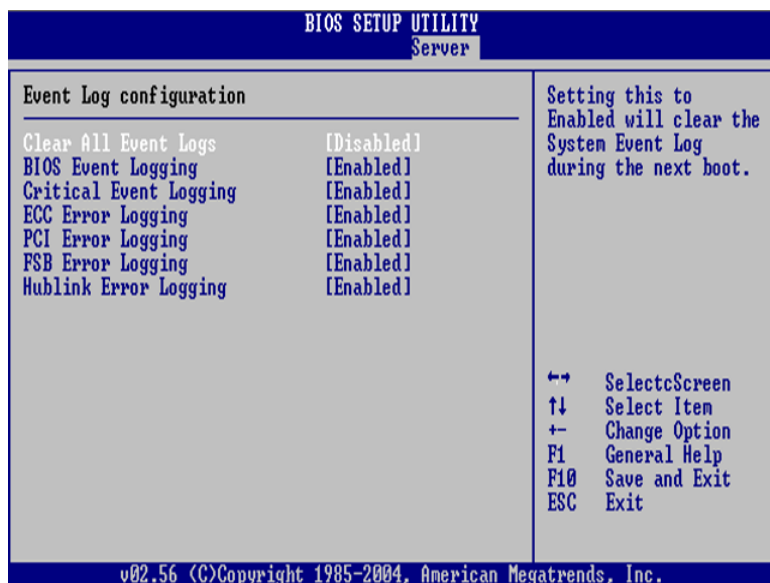 BIOS SETUP UTILITY
Server
Event Log configuration
Clear All Event Logs [Disabled]
BIOS Event Logging [Enabled]
Critical Event Logging [Enabled]
ECC Error Logging [Enabled]
PCI Error Logging [Enabled]
FSB Error Logging [Enabled]
Hublink Error Logging [Enabled]
Setting this to
Enabled will clear the
System Event Log
during the next boot.
←→ SelectcScreen
↑↓ Select Item
+- Change Option
F1 General Help
F10 Save and Exit
ESC Exit
v02.56 (C)Copyright 1985-2004, American Megatrends, Inc.